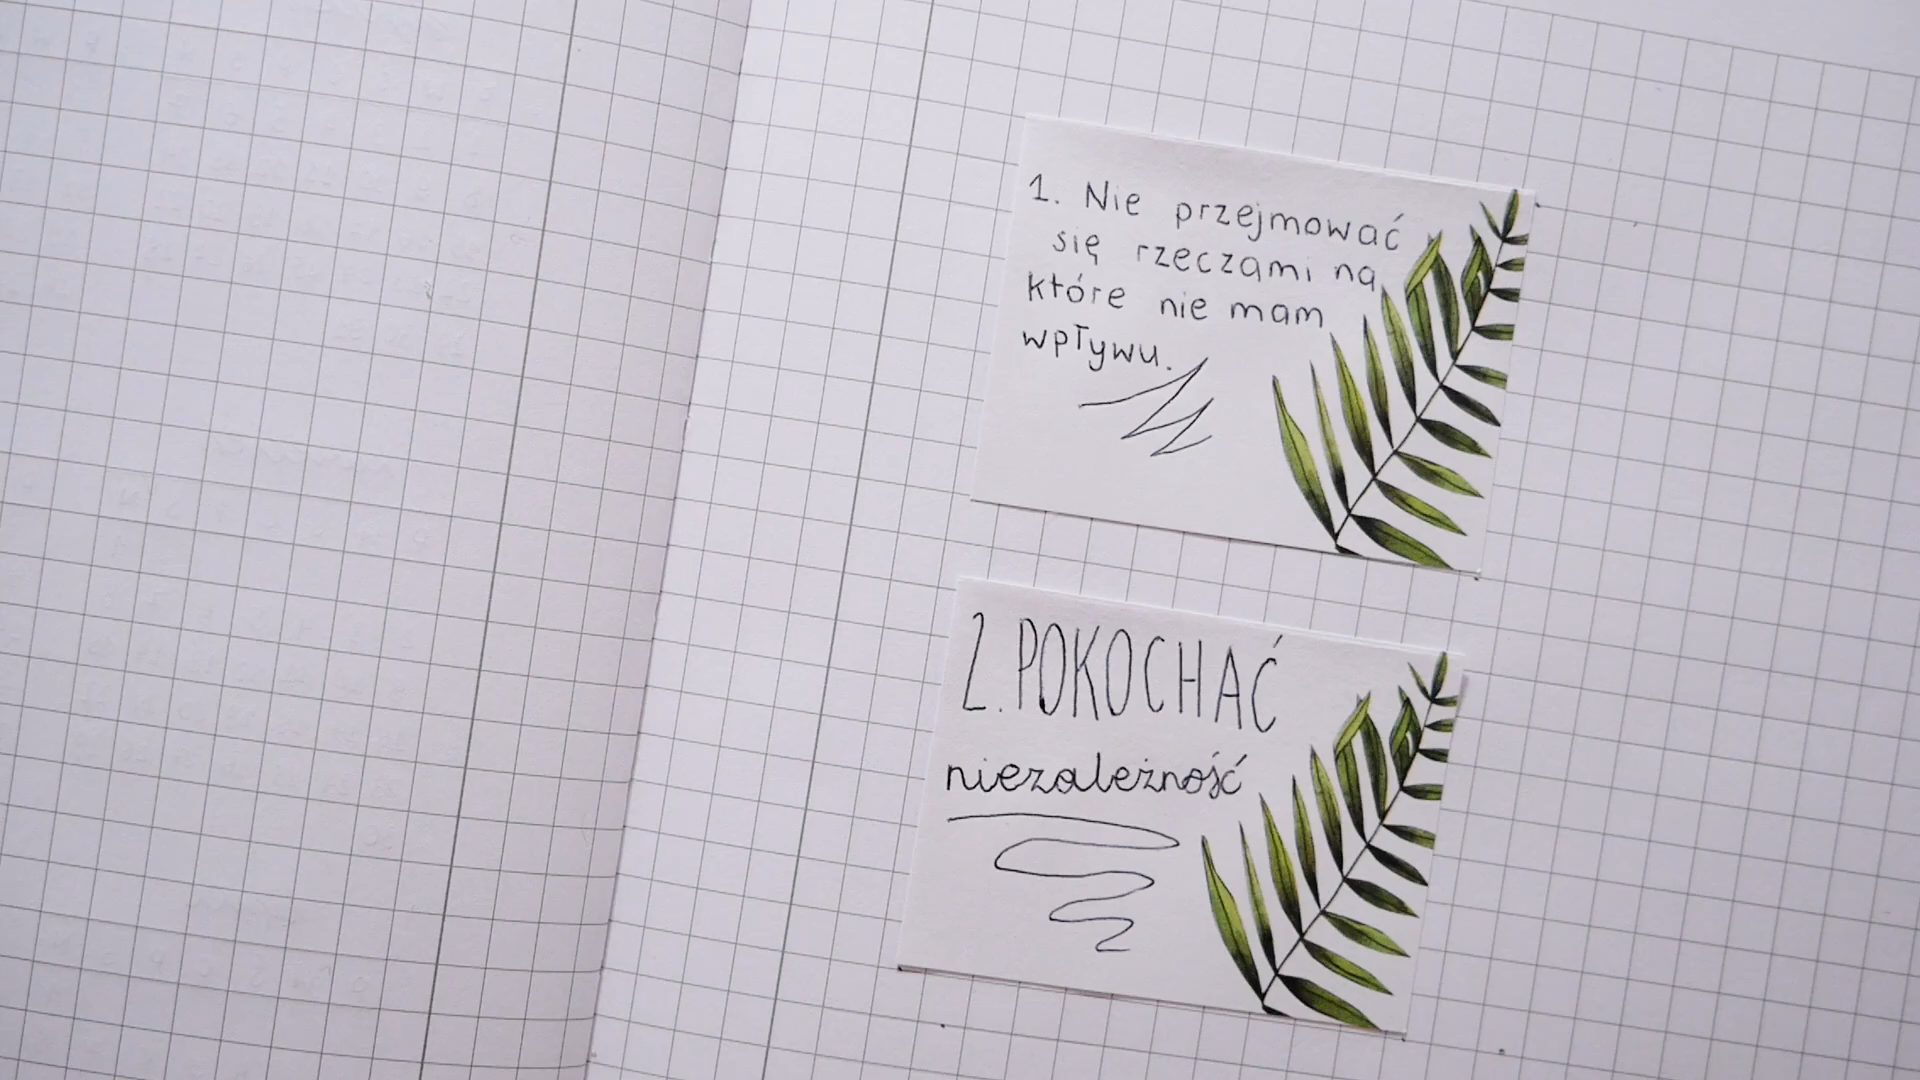 1. Nie przejmować
się rzeczami na
które nie mam
wpływu.
2. POKOCHAĆ
niezależność